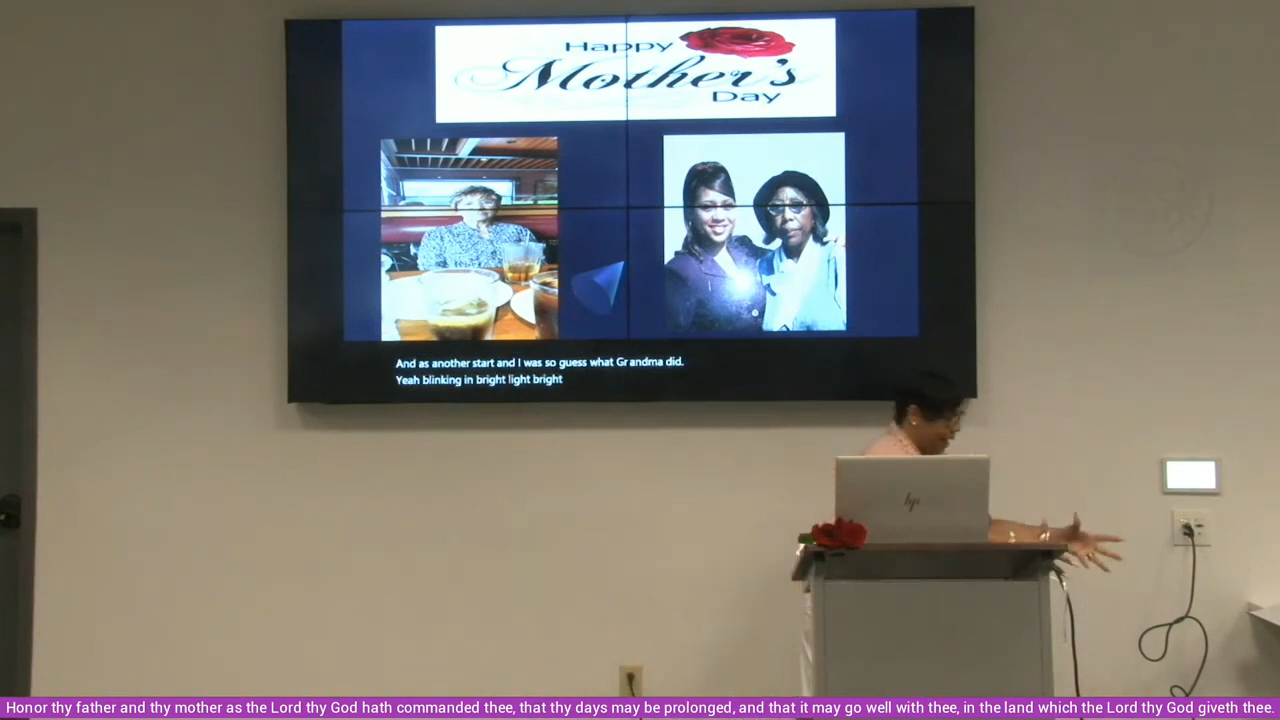 Happy
Mother's
Day
And as another start and I was so guess what Grandma did.
Yeah blinking in bright light bright
hp
Honor thy father and thy mother as the Lord thy God hath commanded thee, that thy days may be prolonged, and that it may go well with thee, in the land which the Lord thy God giveth thee.